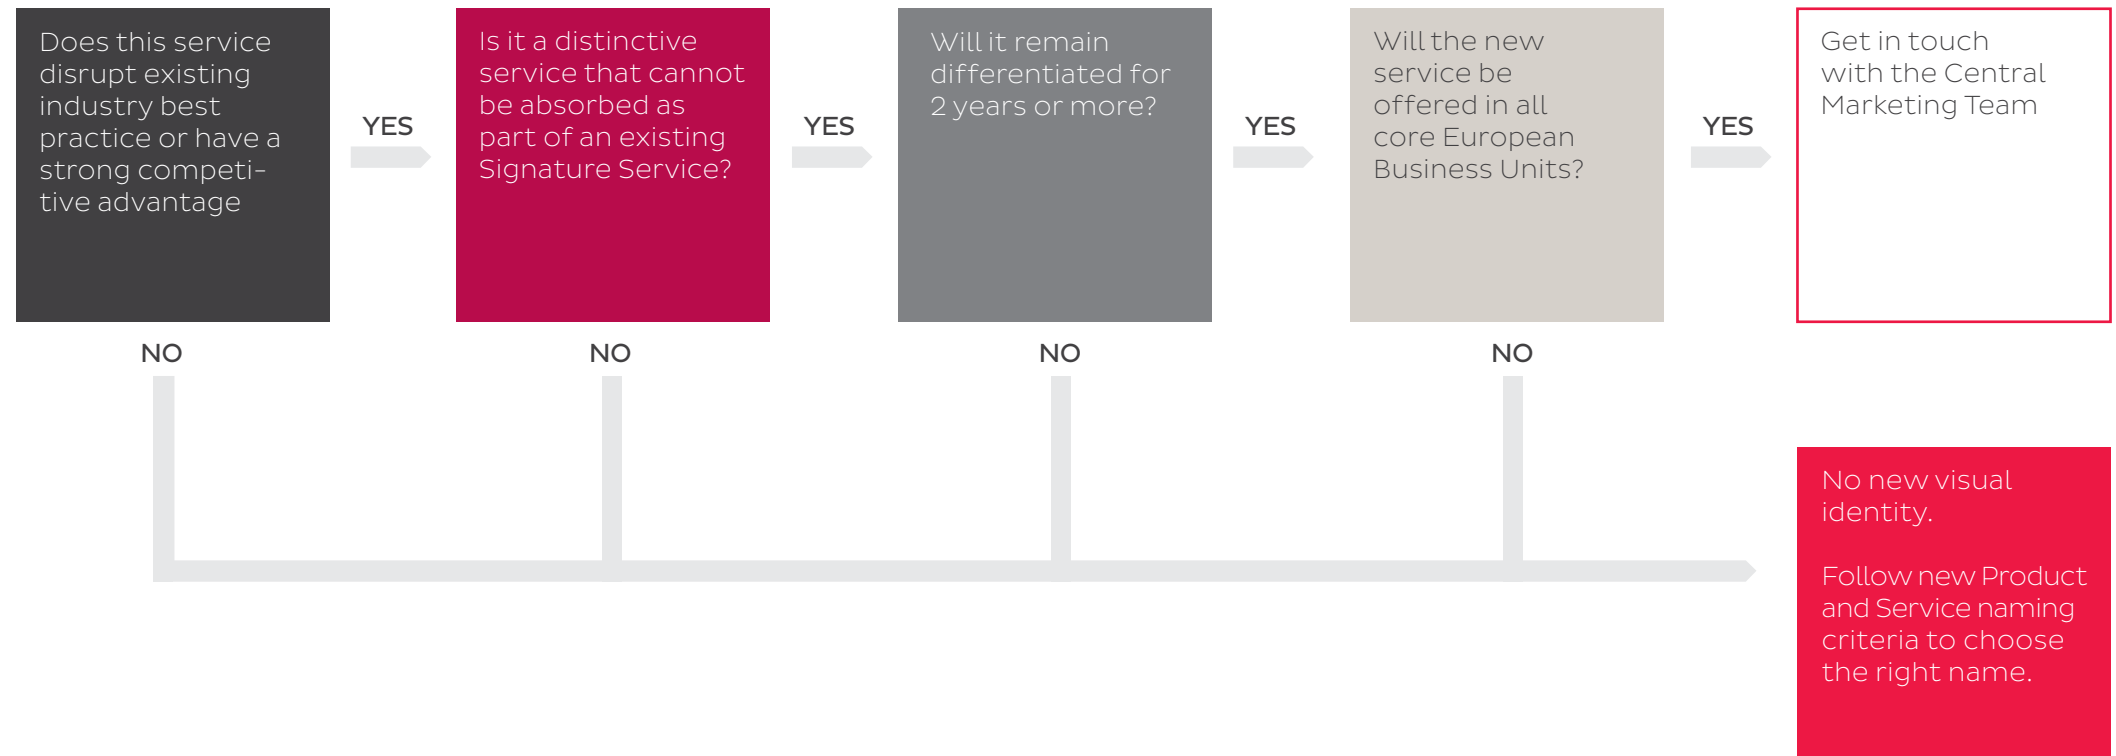 Does this service
disrupt existing
industry best
practice or have a
strong competi-
tive advantage
YES
Is it a distinctive
service that cannot
be absorbed as
part of an existing
Signature Service?
YES
Will it remain
differentiated for
2 years or more?
YES
Will the new
service be
offered in all
core European
Business Units?
YES
Get in touch
with the Central
Marketing Team
NO
NO
NO
NO
No new visual
identity.
Follow new Product
and Service naming
criteria to choose
the right name.